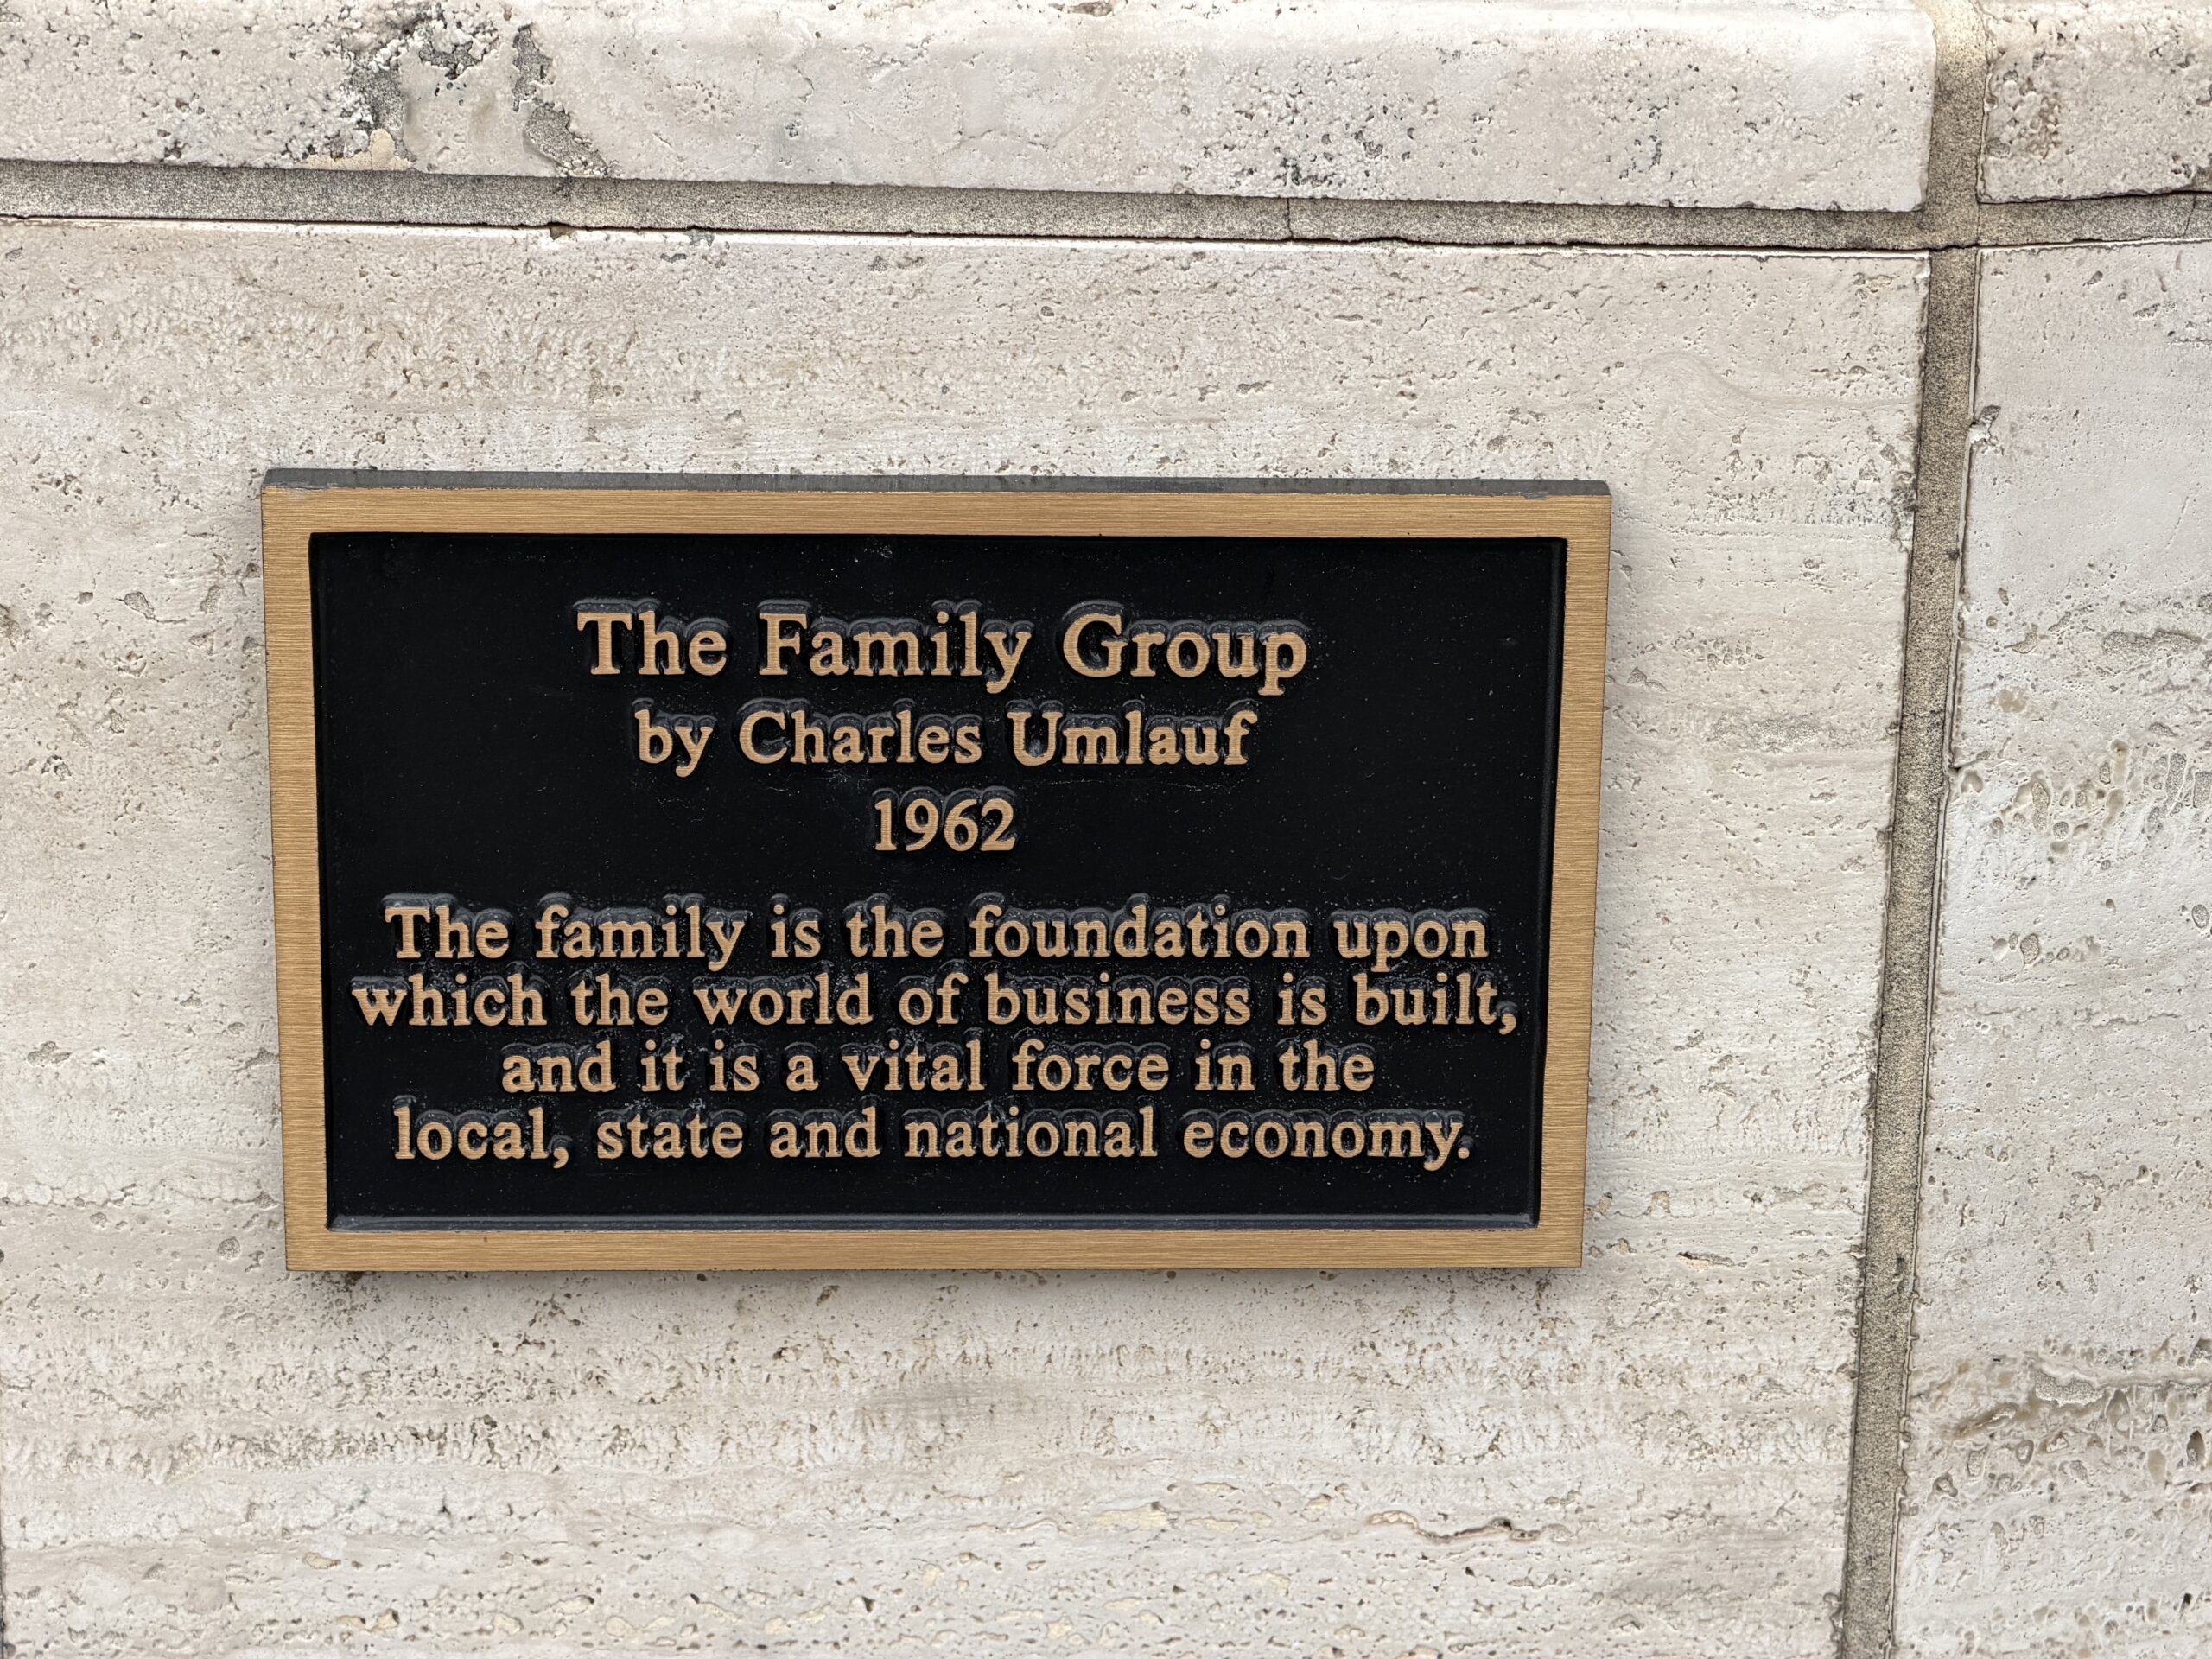 The Family Group
by Charles Umlauf
1962
The family is the foundation upon
which the world of business is built,
and it is a vital force in the
local, state and national economy.